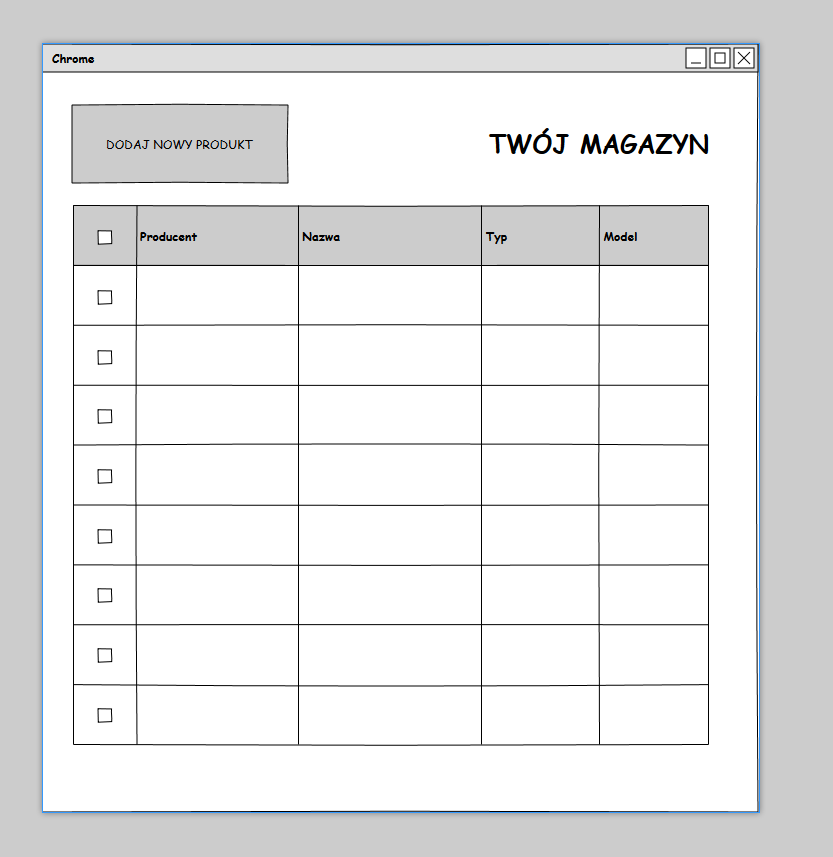 Chrome
DODAJ NOWY PRODUKT
TWÓJ MAGAZYN
Producent Nazwa Typ Model